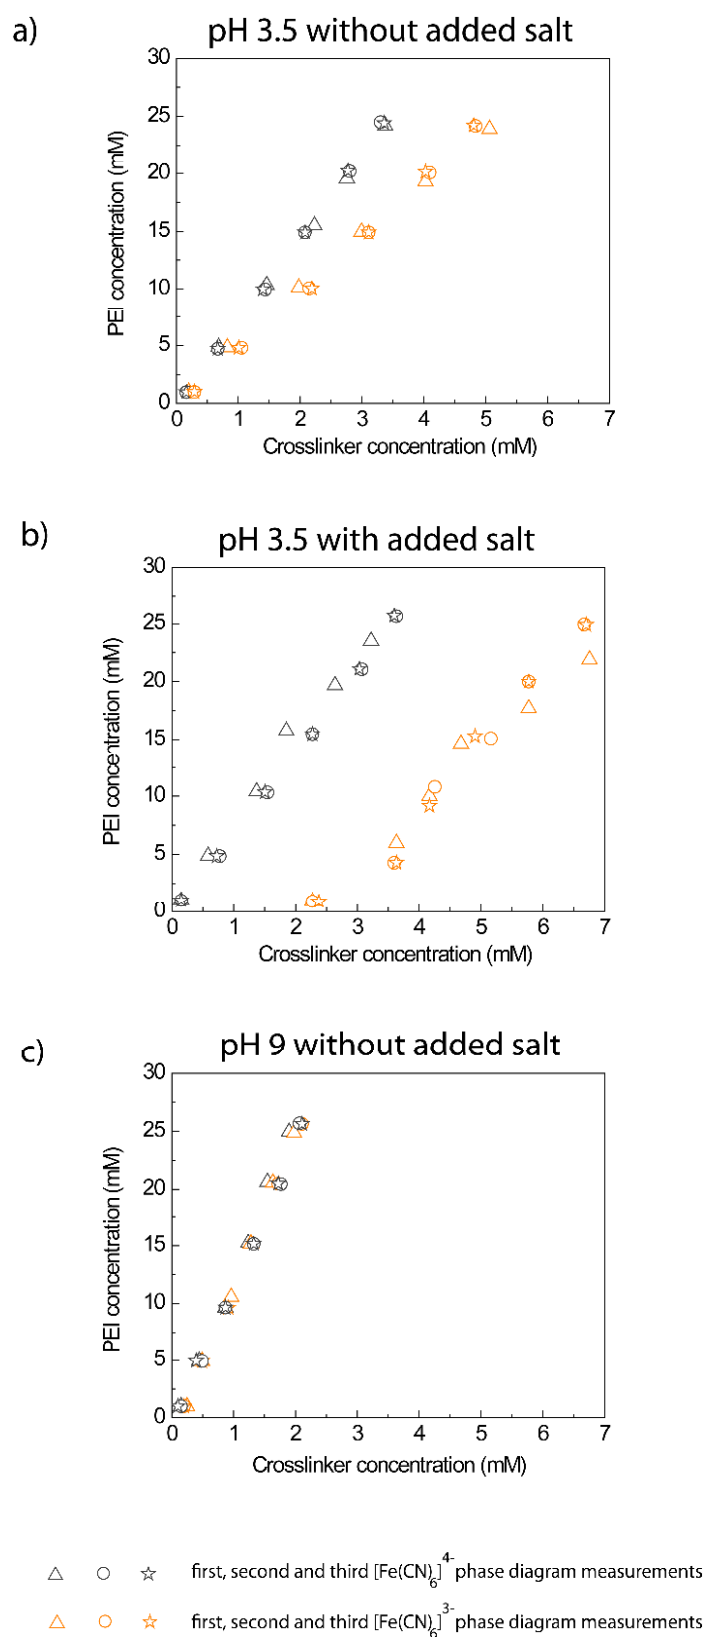 a)
pH 3.5 without added salt
30
25
20
15
10
5
0
PEI concentration (mM)
0 1 2 3 4 5 6 7
Crosslinker concentration (mM)
b)
pH 3.5 with added salt
30
25
20
15
10
5
0
PEI concentration (mM)
0 1 2 3 4 5 6 7
Crosslinker concentration (mM)
c)
pH 9 without added salt
30
25
20
15
10
5
0
PEI concentration (mM)
0 1 2 3 4 5 6 7
Crosslinker concentration (mM)
first, second and third [Fe(CN)6]4- phase diagram measurements
first, second and third [Fe(CN)6]3- phase diagram measurements